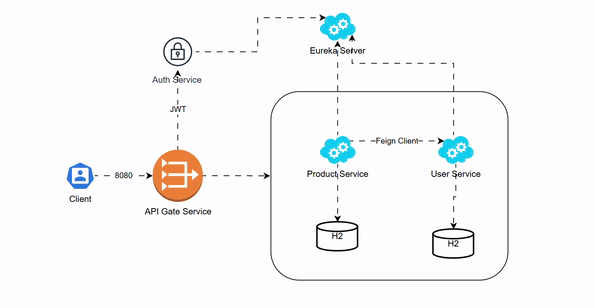 Eureka Server
Auth Service
JWT
Feign Client
8080
Product Service
User Service
Client
API Gate Service
H2
H2